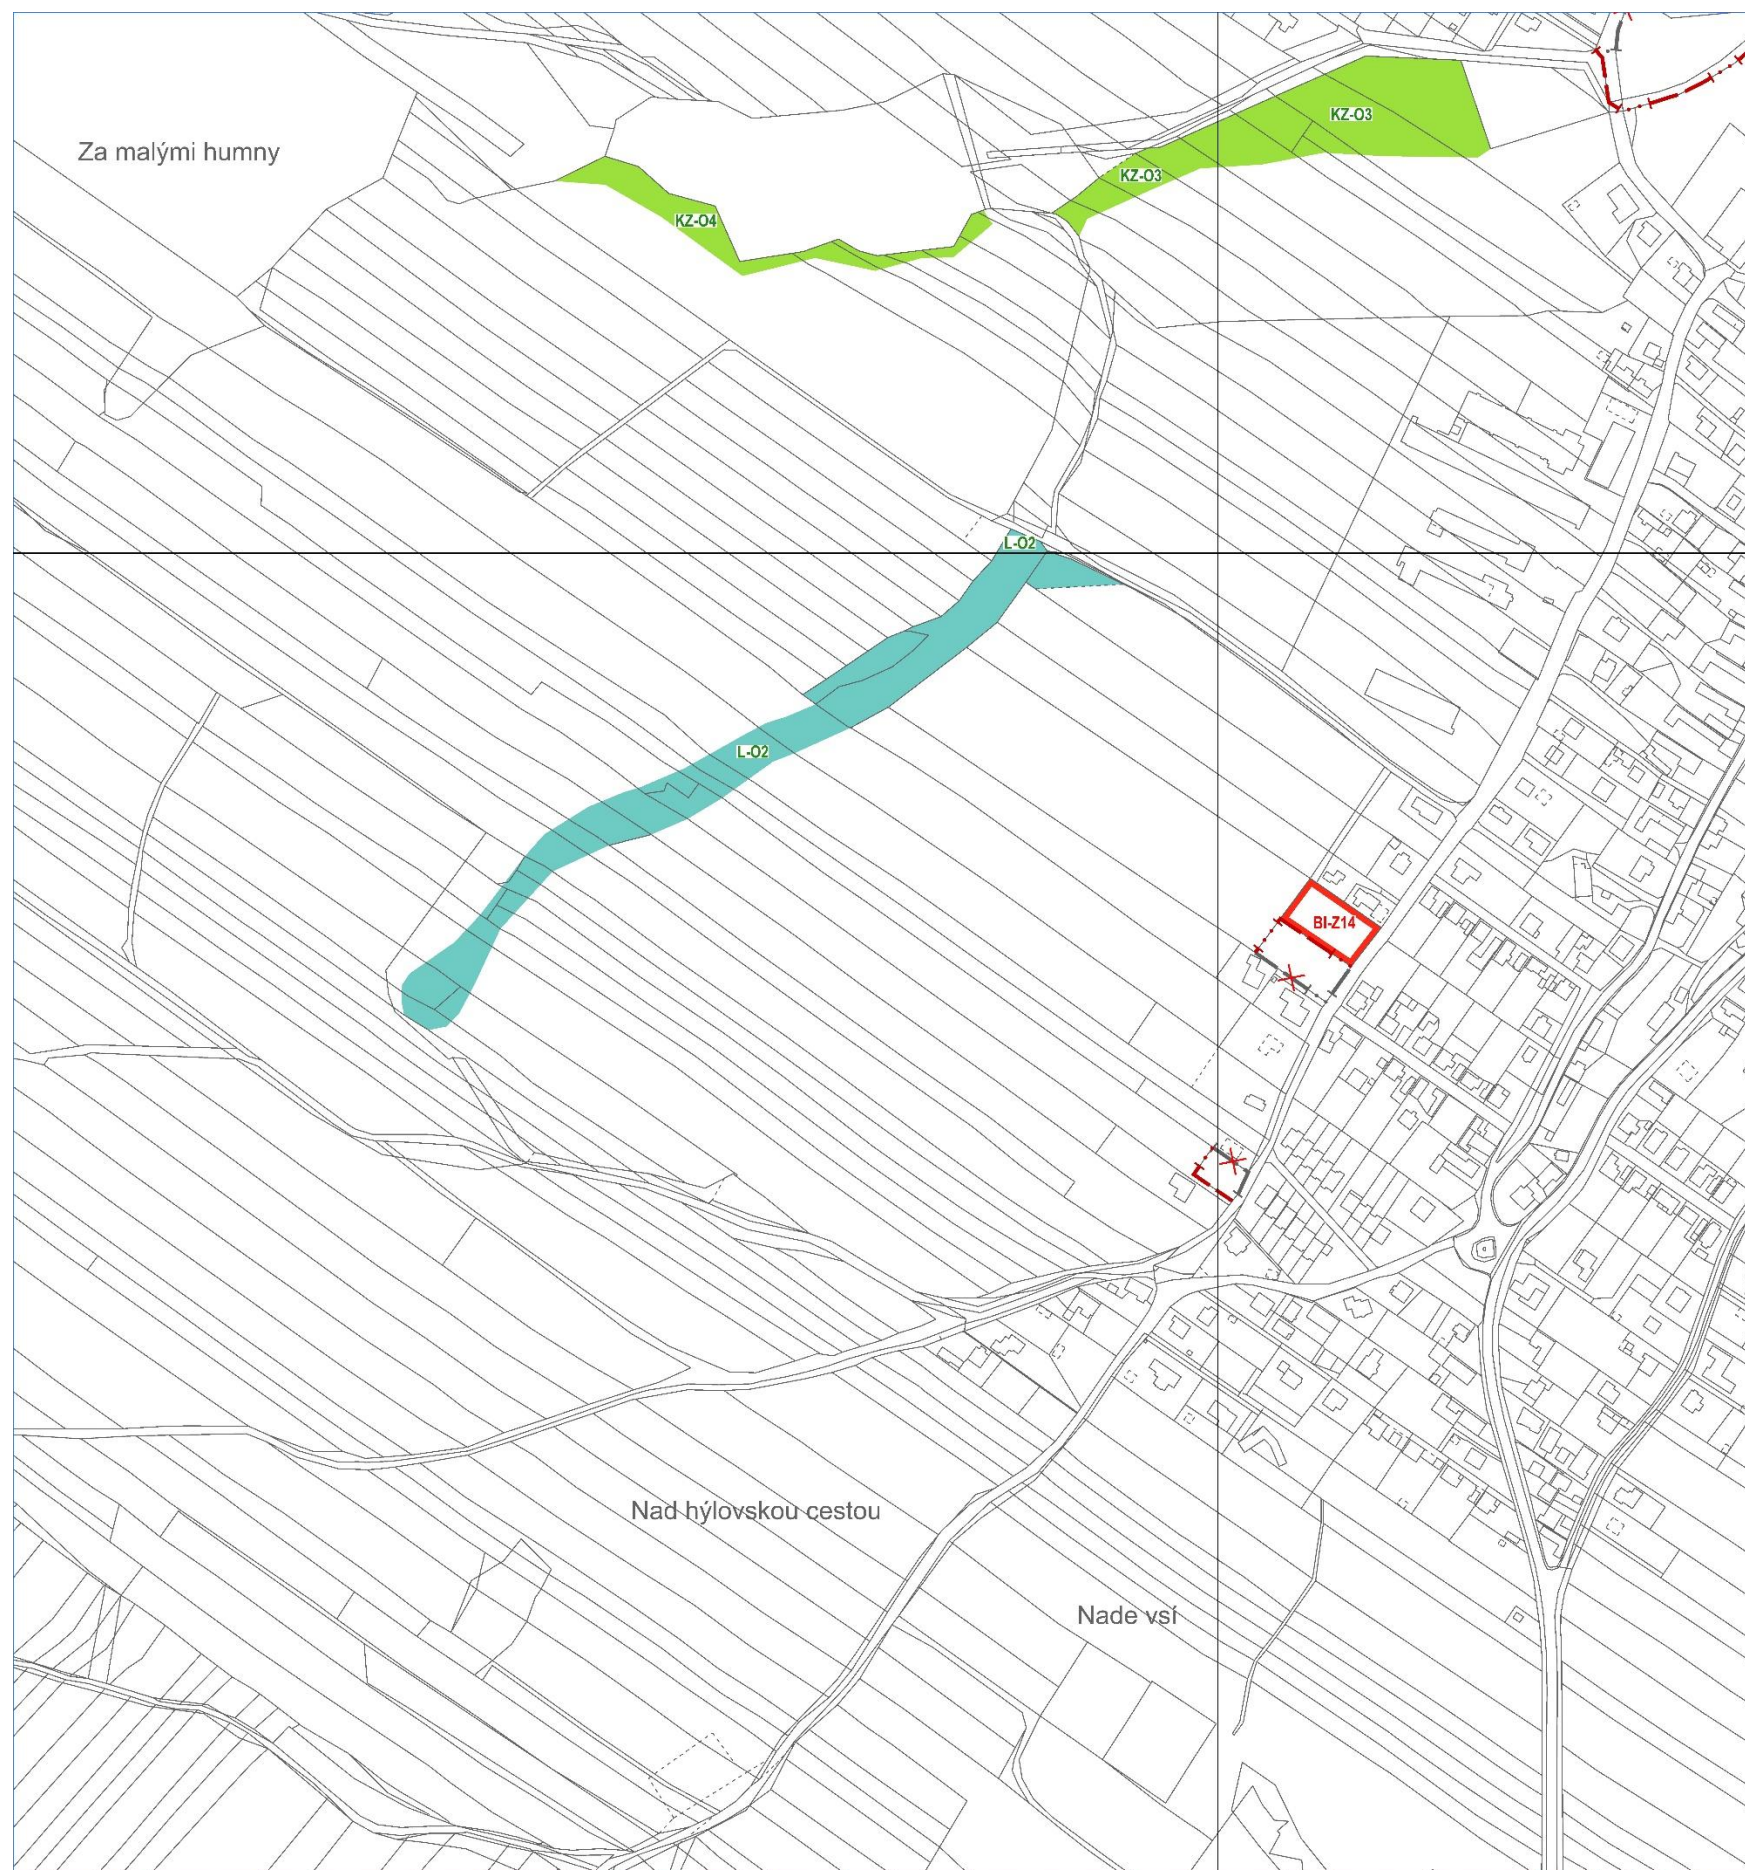 KZ-O3
Za malými humny
KZ-O3
KZ-O4
L-O2
L-O2
BI-Z14
Nad hýlovskou cestou
Nade vsí